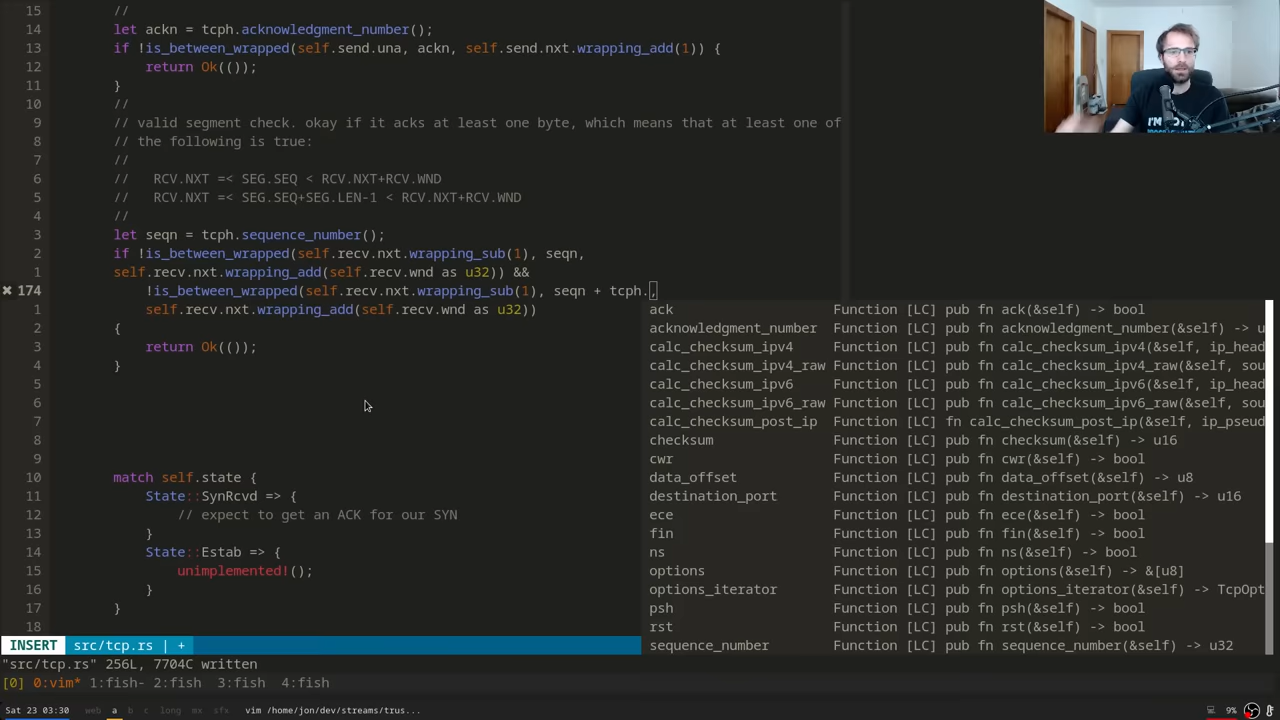 15 //
14 let ackn = tcph.acknowledgment_number();
13 if !is_between_wrapped(self.send.una, ackn, self.send.nxt.wrapping_add(1)) {
12 return Ok(());
11 }
10 //
9 // valid segment check. okay if it acks at least one byte, which means that at least one of
8 // the following is true:
7 //
6 // RCV.NXT =< SEG.SEQ < RCV.NXT+RCV.WND
5 // RCV.NXT =< SEG.SEQ+SEG.LEN-1 < RCV.NXT+RCV.WND
4 //
3 let seqn = tcph.sequence_number();
2 if !is_between_wrapped(self.recv.nxt.wrapping_sub(1), seqn,
1 self.recv.nxt.wrapping_add(self.recv.wnd as u32)) &&
✖ 174 !is_between_wrapped(self.recv.nxt.wrapping_sub(1), seqn + tcph.,
1 self.recv.nxt.wrapping_add(self.recv.wnd as u32))
2 {
3 return Ok(());
4 }
5
6
7
8
9
10 match self.state {
11 State::SynRcvd => {
12 // expect to get an ACK for our SYN
13 }
14 State::Estab => {
15 unimplemented!();
16 }
17 }
18
ack Function [LC] pub fn ack(&self) -> bool
acknowledgment_number Function [LC] pub fn acknowledgment_number(&self) -> u
calc_checksum_ipv4 Function [LC] pub fn calc_checksum_ipv4(&self, ip_head
calc_checksum_ipv4_raw Function [LC] pub fn calc_checksum_ipv4_raw(&self, sou
calc_checksum_ipv6 Function [LC] pub fn calc_checksum_ipv6(&self, ip_head
calc_checksum_ipv6_raw Function [LC] pub fn calc_checksum_ipv6_raw(&self, sou
calc_checksum_post_ip Function [LC] fn calc_checksum_post_ip(&self, ip_pseud
checksum Function [LC] pub fn checksum(&self) -> u16
cwr Function [LC] pub fn cwr(&self) -> bool
data_offset Function [LC] pub fn data_offset(&self) -> u8
destination_port Function [LC] pub fn destination_port(&self) -> u16
ece Function [LC] pub fn ece(&self) -> bool
fin Function [LC] pub fn fin(&self) -> bool
ns Function [LC] pub fn ns(&self) -> bool
options Function [LC] pub fn options(&self) -> &[u8]
options_iterator Function [LC] pub fn options_iterator(&self) -> TcpOpt
psh Function [LC] pub fn psh(&self) -> bool
rst Function [LC] pub fn rst(&self) -> bool
sequence_number Function [LC] pub fn sequence_number(&self) -> u32
INSERT src/tcp.rs | +
"src/tcp.rs" 256L, 7704C written
[0] 0:vim* 1:fish- 2:fish 3:fish 4:fish
Sat 23 03:30 web a b c long mx sfx vim /home/jon/dev/streams/trus... 9%
I'M